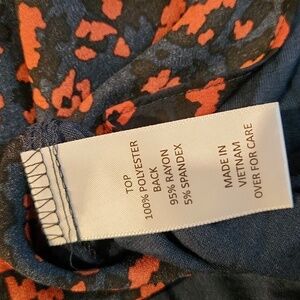 TOP
100% POLYESTER
BACK
95% RAYON
5% SPANDEX
MADE IN
VIETNAM
OVER FOR CARE